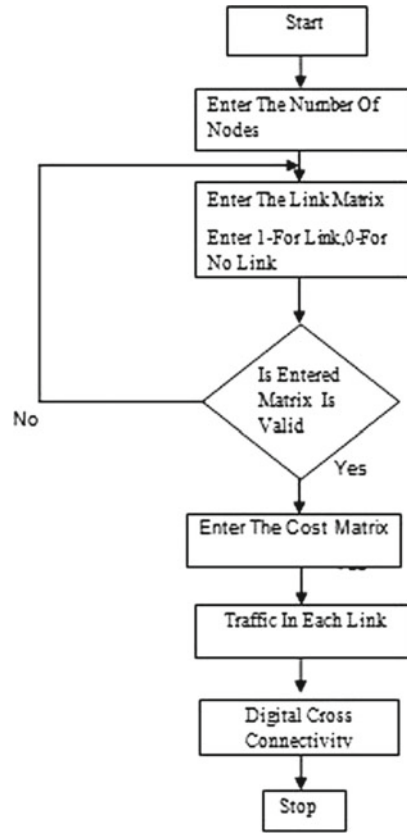 Start
Enter The Number Of
Nodes
Enter The Link Matrix
Enter 1-For Link,0-For
No Link
Is Entered
Matrix Is
Valid
No
Yes
Enter The Cost Matrix
Traffic In Each Link
Digital Cross
Connectivity
Stop